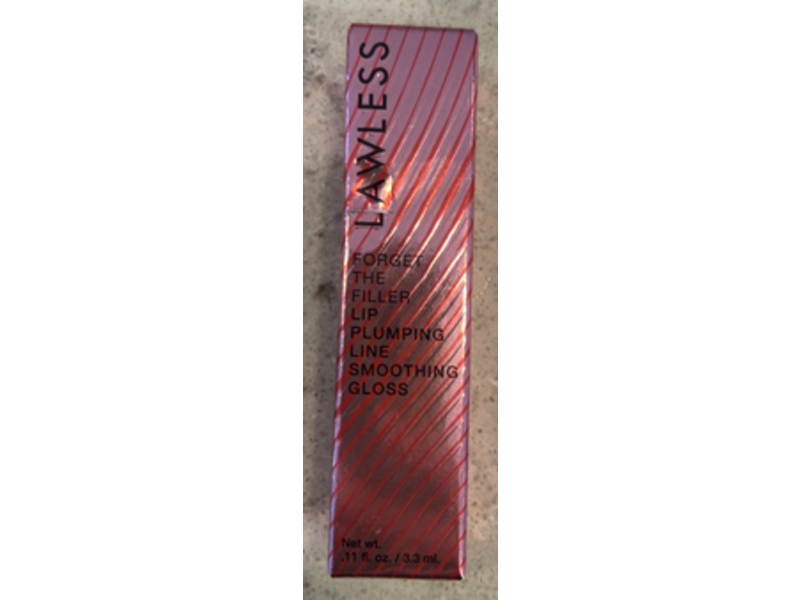 LAWLESS
FORGET
THE
FILLER
LIP
PLUMPING
LINE
SMOOTHING
GLOSS
Net wt.
.11 fl. oz. / 3.3 ml.